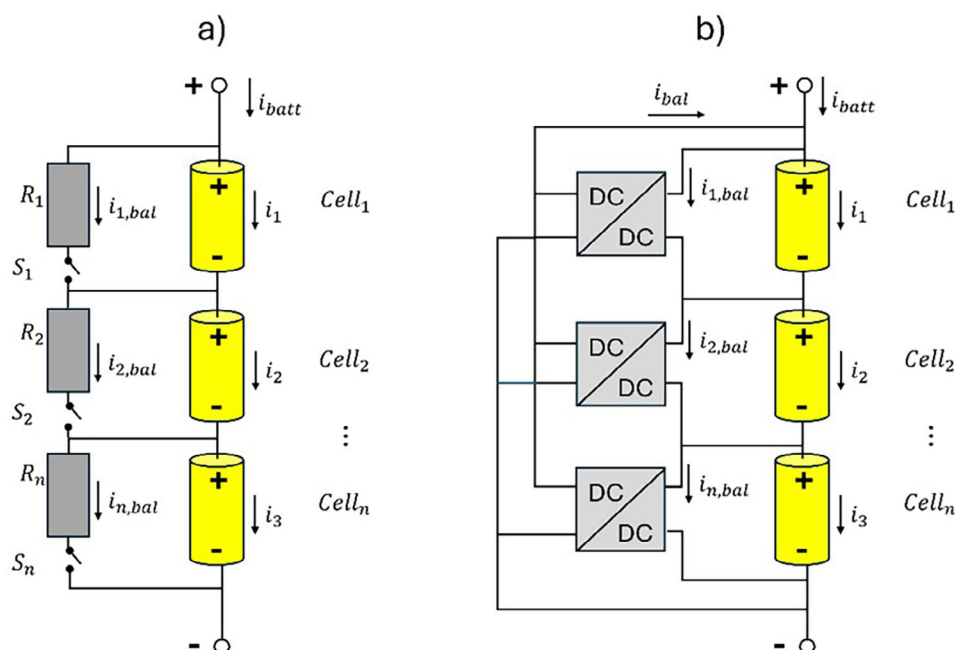 a)
+
i_batt
R_1
i_1,bal
+
i_1
Cell_1
S_1
-
R_2
i_2,bal
+
i_2
Cell_2
S_2
-
⋮
R_n
i_n,bal
+
i_3
Cell_n
S_n
-
-
b)
i_bal
+
i_batt
DC
DC
i_1,bal
+
i_1
Cell_1
-
DC
DC
i_2,bal
+
i_2
Cell_2
-
⋮
DC
DC
i_n,bal
+
i_3
Cell_n
-
-